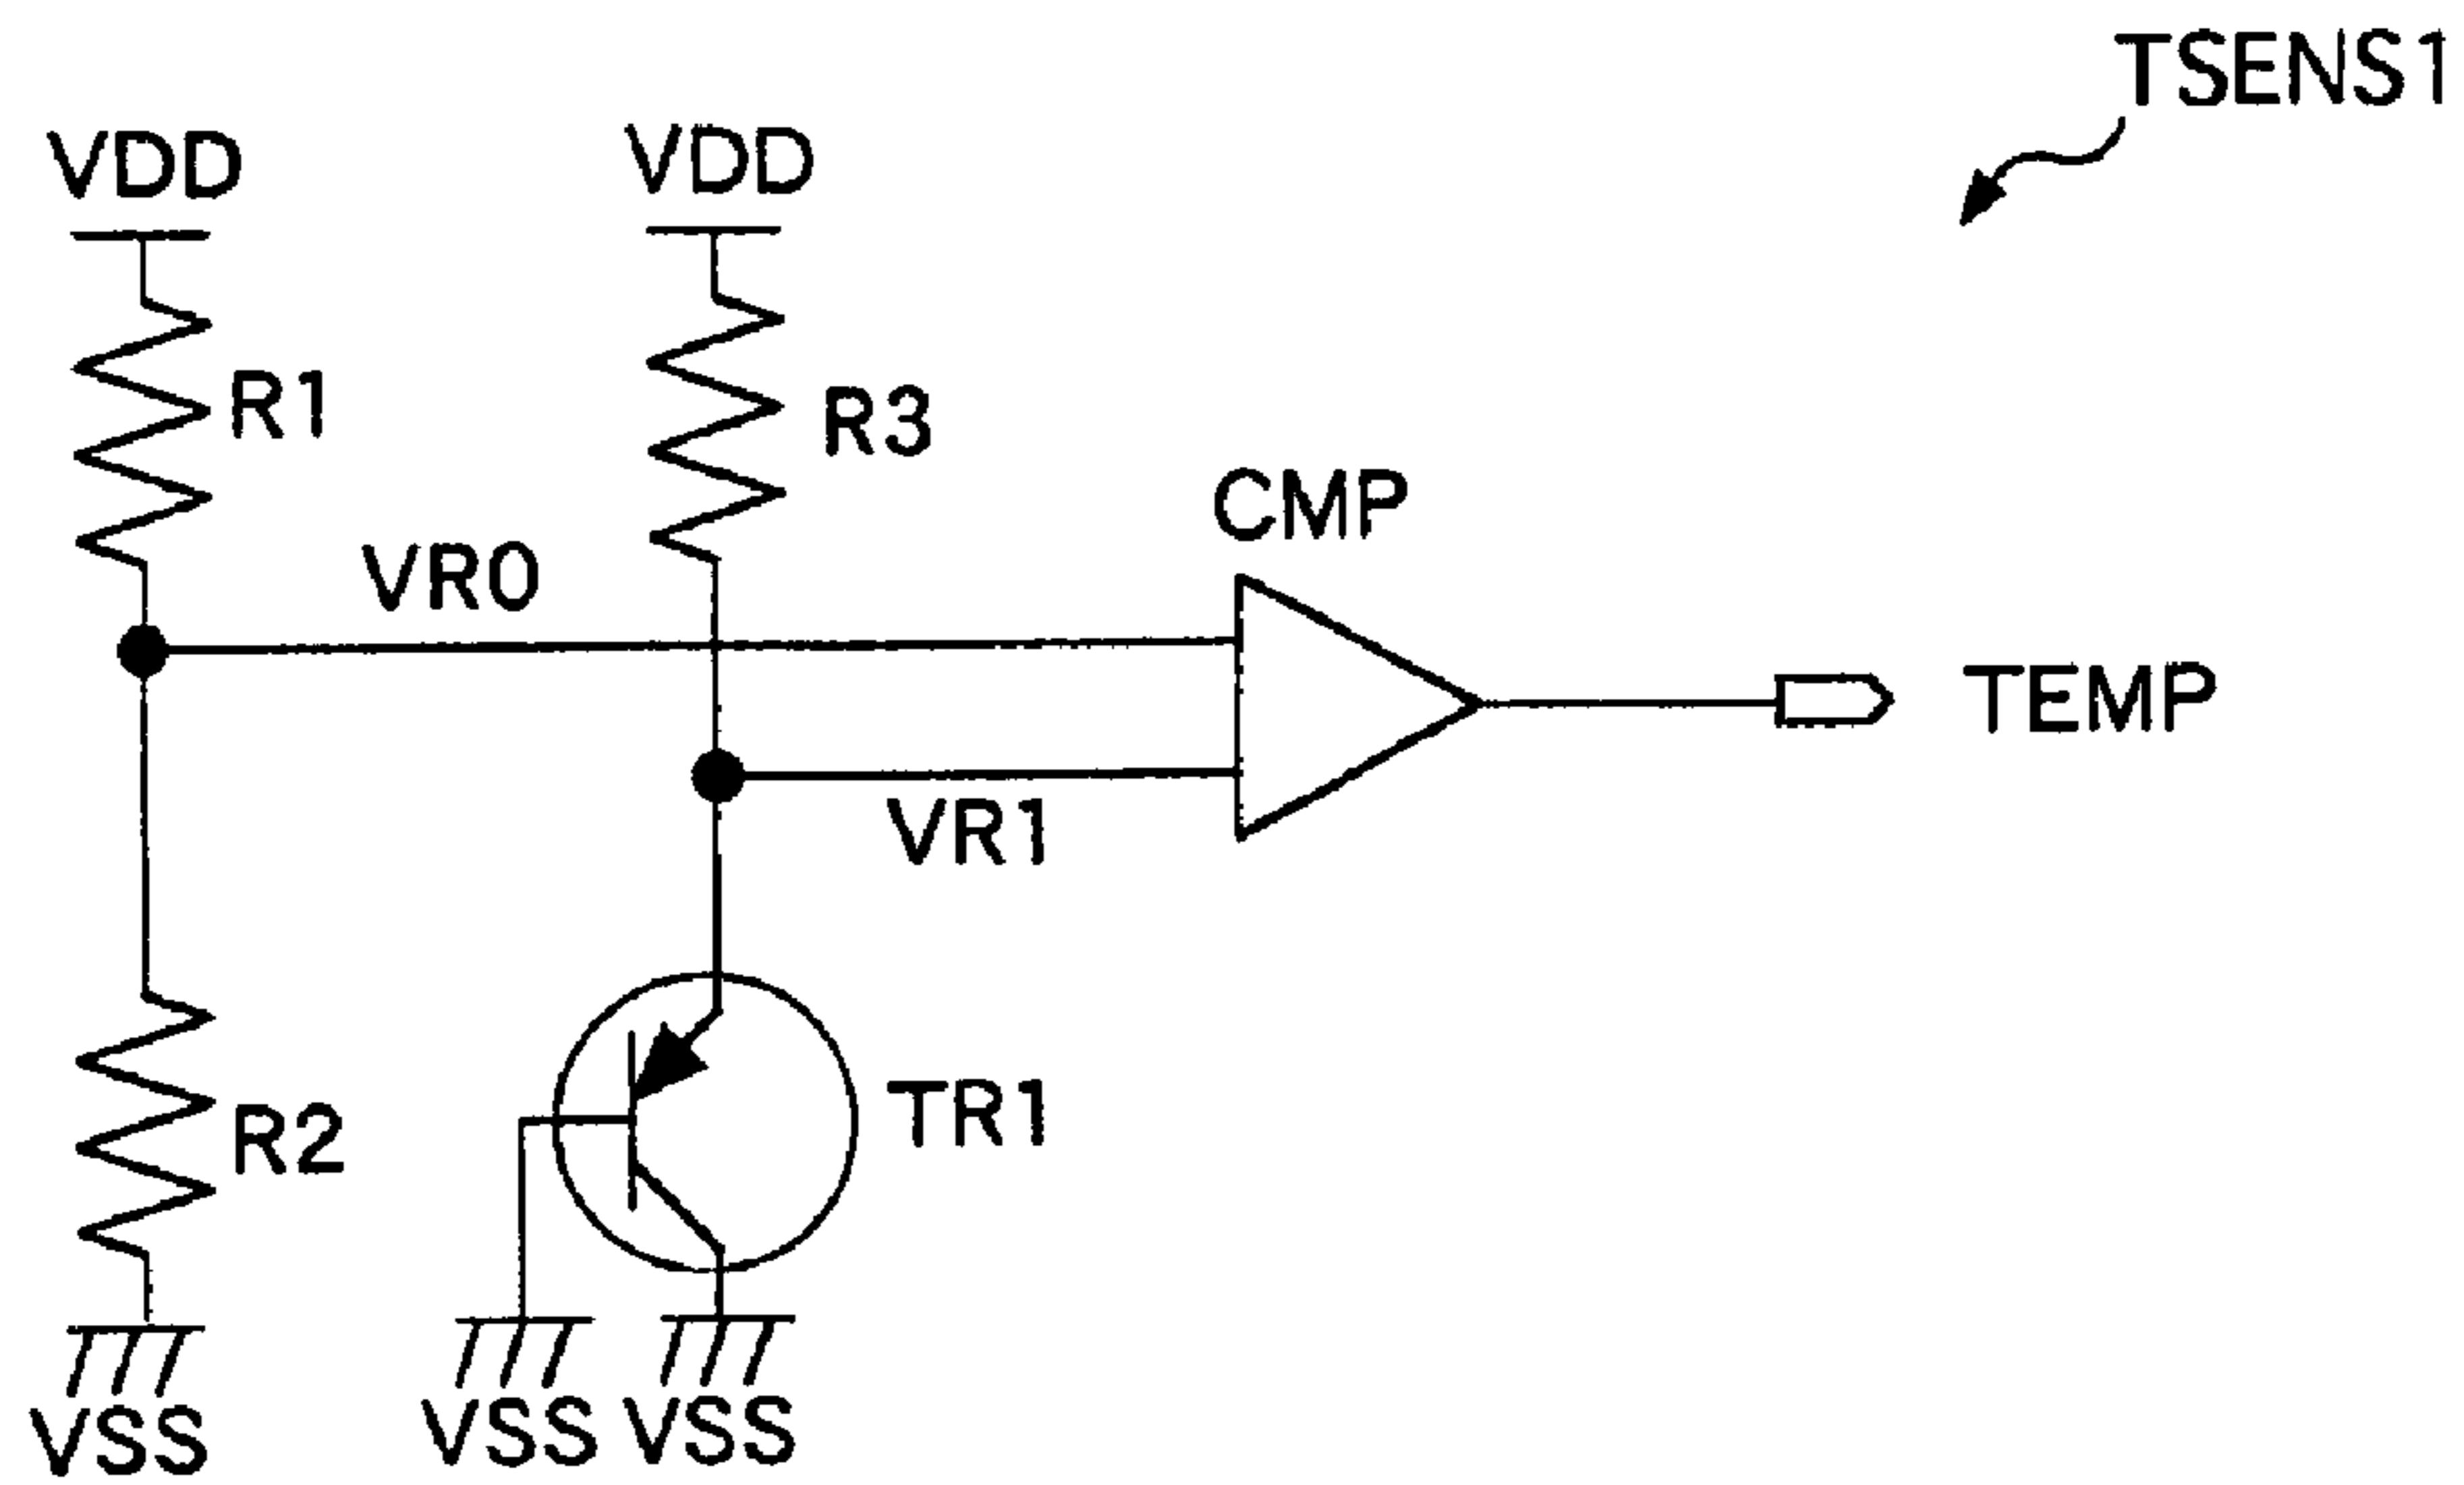 TSENS1
VDD
VDD
R1
R3
CMP
VR0
TEMP
VR1
TR1
R2
VSS
VSS
VSS